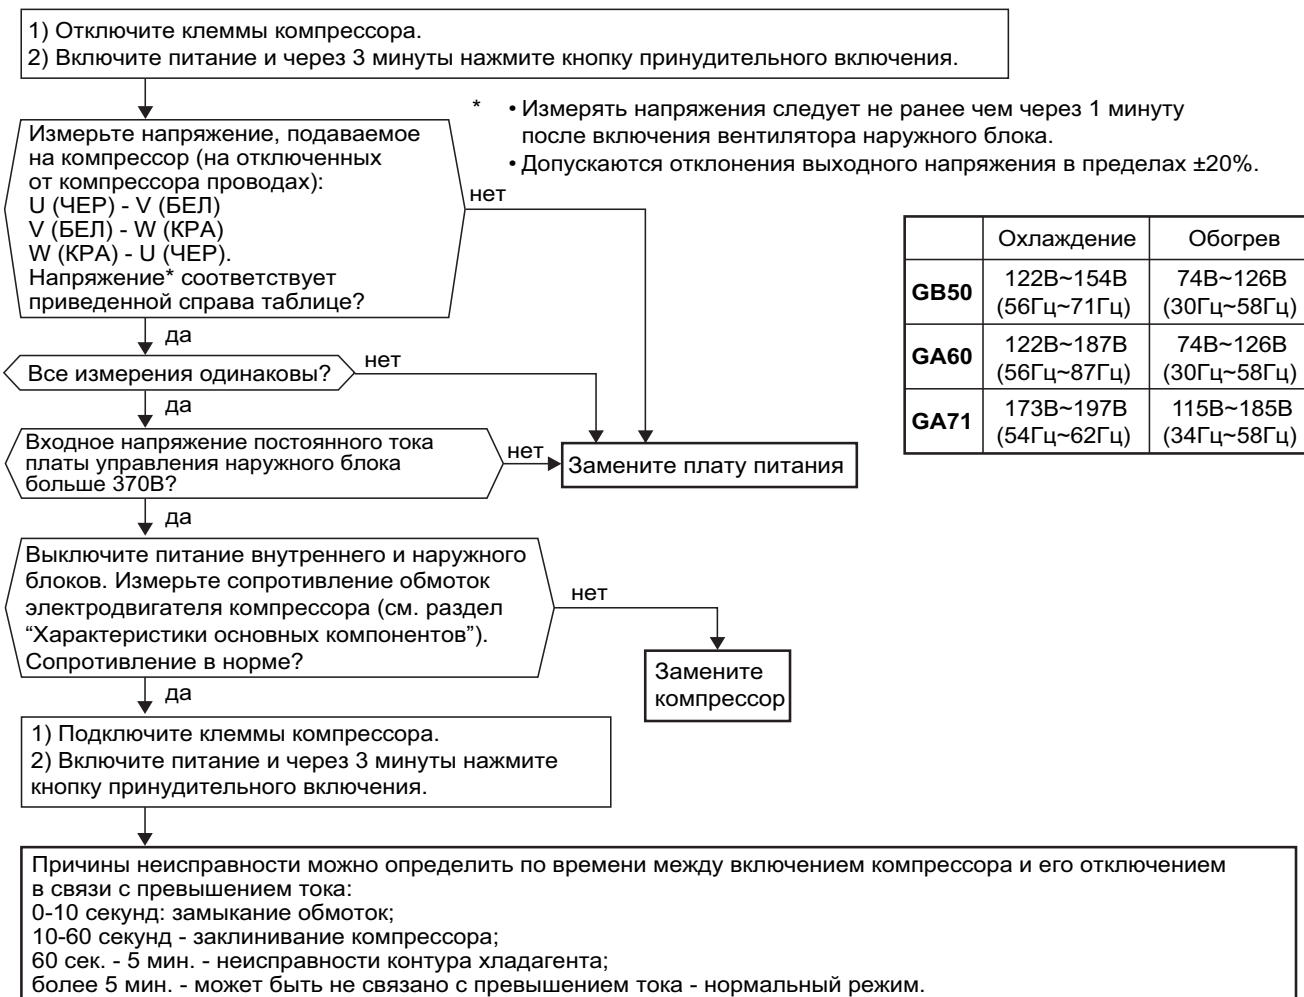 1) Отключите клеммы компрессора.
2) Включите питание и через 3 минуты нажмите кнопку принудительного включения.
* • Измерять напряжения следует не ранее чем через 1 минуту
после включения вентилятора наружного блока.
• Допускаются отклонения выходного напряжения в пределах ±20%.
Измерьте напряжение, подаваемое
на компрессор (на отключенных
от компрессора проводах):
U (ЧЕР) - V (БЕЛ)
V (БЕЛ) - W (КРА)
W (КРА) - U (ЧЕР).
Напряжение* соответствует
приведенной справа таблице?
нет
Охлаждение Обогрев
GB50 122В~154В 74В~126В
(56Гц~71Гц) (30Гц~58Гц)
GA60 122В~187В 74В~126В
(56Гц~87Гц) (30Гц~58Гц)
GA71 173В~197В 115В~185В
(54Гц~62Гц) (34Гц~58Гц)
да
Все измерения одинаковы?
нет
да
Входное напряжение постоянного тока
платы управления наружного блока
больше 370В?
нет
Замените плату питания
да
Выключите питание внутреннего и наружного
блоков. Измерьте сопротивление обмоток
электродвигателя компрессора (см. раздел
“Характеристики основных компонентов”).
Сопротивление в норме?
нет
Замените
компрессор
да
1) Подключите клеммы компрессора.
2) Включите питание и через 3 минуты нажмите
кнопку принудительного включения.
Причины неисправности можно определить по времени между включением компрессора и его отключением
в связи с превышением тока:
0-10 секунд: замыкание обмоток;
10-60 секунд - заклинивание компрессора;
60 сек. - 5 мин. - неисправности контура хладагента;
более 5 мин. - может быть не связано с превышением тока - нормальный режим.